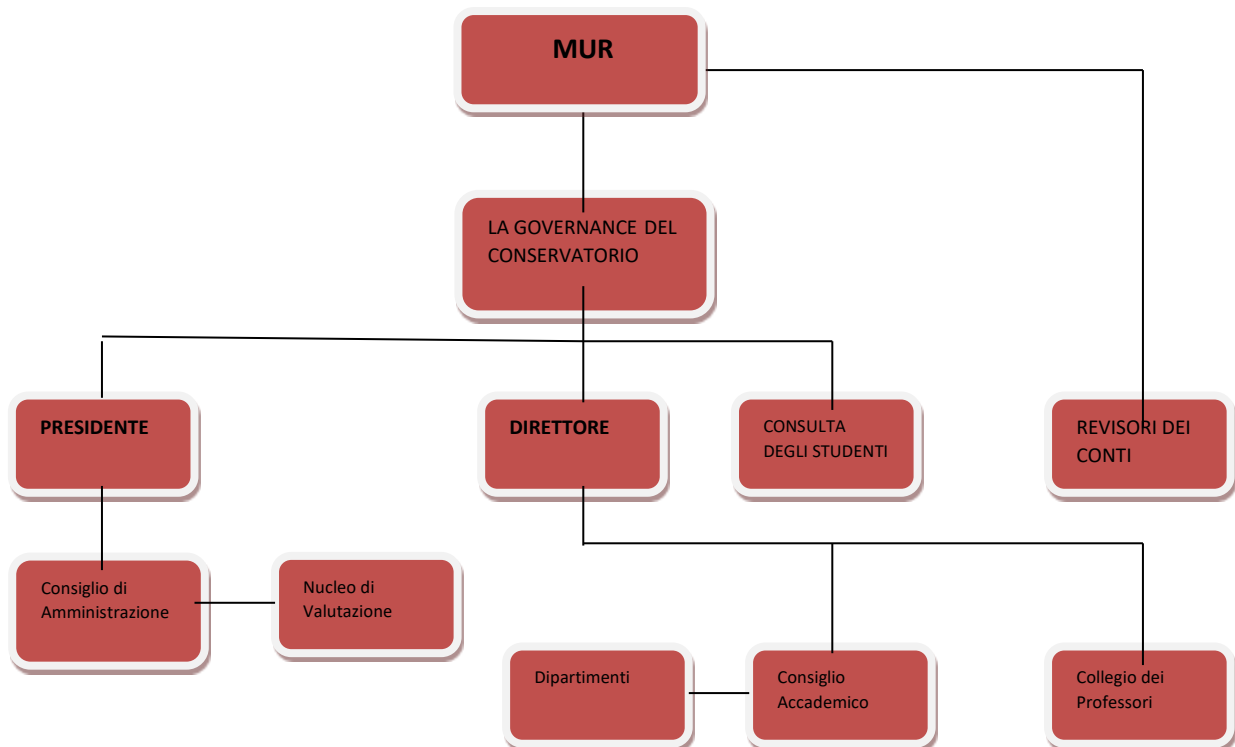 MUR
LA GOVERNANCE DEL
CONSERVATORIO
PRESIDENTE
DIRETTORE
CONSULTA
DEGLI STUDENTI
REVISORI DEI
CONTI
Consiglio di
Amministrazione
Nucleo di
Valutazione
Dipartimenti
Consiglio
Accademico
Collegio dei
Professori